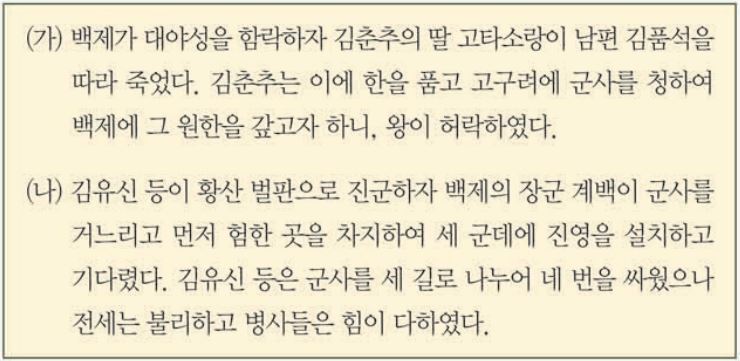 (가) 백제가 대야성을 함락하자 김춘추의 딸 고타소랑이 남편 김품석을
따라 죽었다. 김춘추는 이에 한을 품고 고구려에 군사를 청하여
백제에 그 원한을 갚고자 하니, 왕이 허락하였다.
(나) 김유신 등이 황산 벌판으로 진군하자 백제의 장군 계백이 군사를
거느리고 먼저 험한 곳을 차지하여 세 군데에 진영을 설치하고
기다렸다. 김유신 등은 군사를 세 길로 나누어 네 번을 싸웠으나
전세는 불리하고 병사들은 힘이 다하였다.